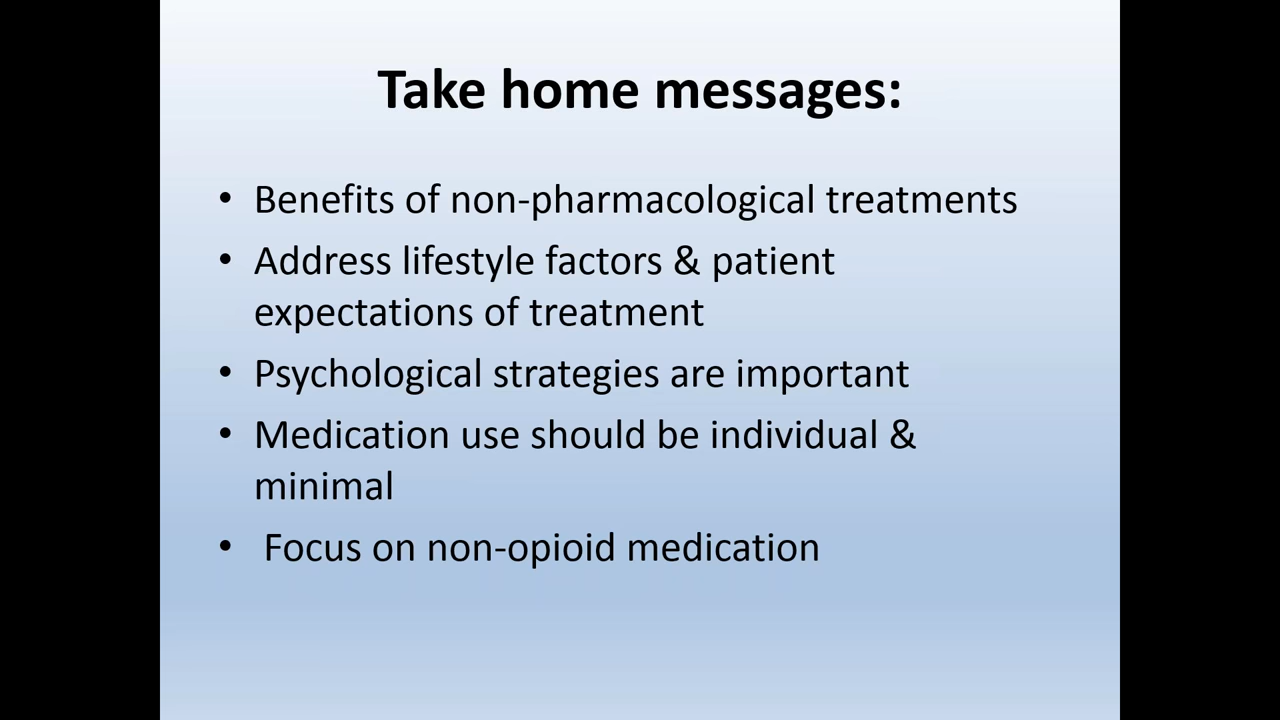 Take home messages:
• Benefits of non-pharmacological treatments
• Address lifestyle factors & patient
expectations of treatment
• Psychological strategies are important
• Medication use should be individual &
minimal
• Focus on non-opioid medication